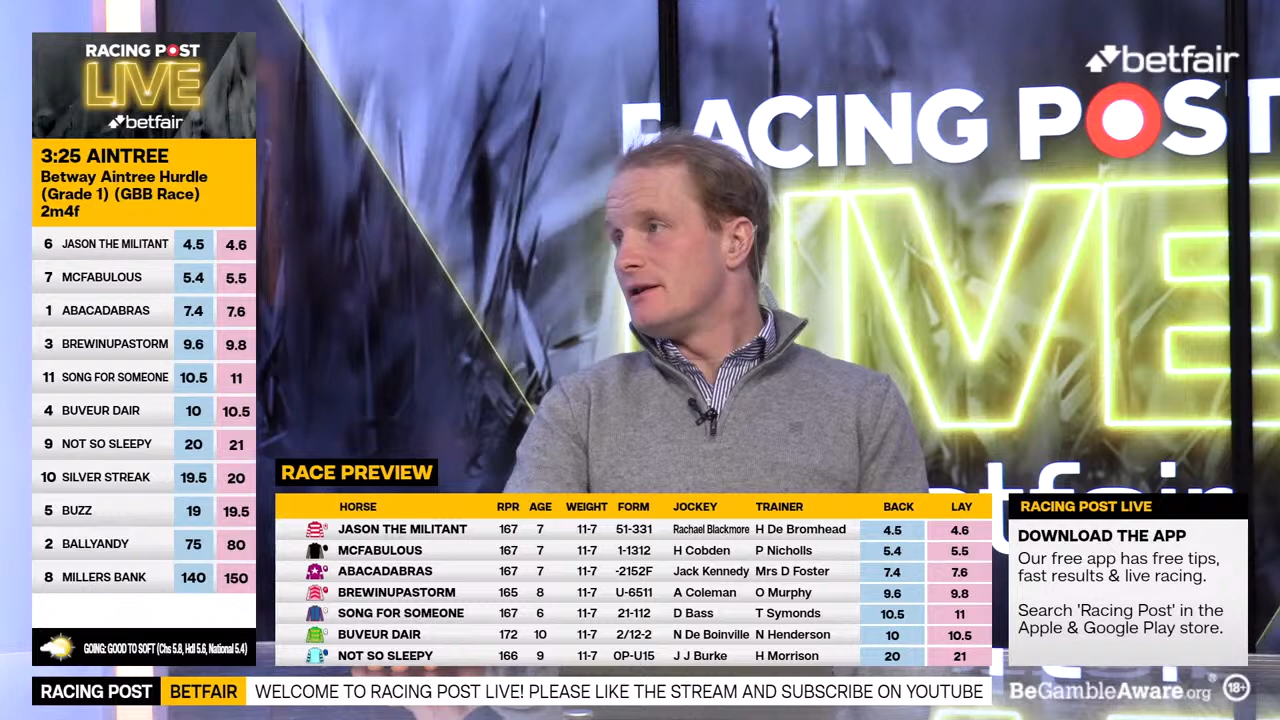 RACING POST
LIVE
betfair
3:25 AINTREE
Betway Aintree Hurdle
(Grade 1) (GBB Race)
2m4f
6 JASON THE MILITANT 4.5 4.6
7 MCFABULOUS 5.4 5.5
1 ABACADABRAS 7.4 7.6
3 BREWINUPASTORM 9.6 9.8
11 SONG FOR SOMEONE 10.5 11
4 BUVEUR DAIR 10 10.5
9 NOT SO SLEEPY 20 21
10 SILVER STREAK 19.5 20
5 BUZZ 19 19.5
2 BALLYANDY 75 80
8 MILLERS BANK 140 150
GOING: GOOD TO SOFT (Chs 5.8, Hdl 5.6, National 5.4)
betfair
RACING POST
LIVE
betfair
RACE PREVIEW
HORSE RPR AGE WEIGHT FORM JOCKEY TRAINER BACK LAY
JASON THE MILITANT 167 7 11-7 51-331 Rachael Blackmore H De Bromhead 4.5 4.6
MCFABULOUS 167 7 11-7 1-1312 H Cobden P Nicholls 5.4 5.5
ABACADABRAS 167 7 11-7 -2152F Jack Kennedy Mrs D Foster 7.4 7.6
BREWINUPASTORM 165 8 11-7 U-6511 A Coleman O Murphy 9.6 9.8
SONG FOR SOMEONE 167 6 11-7 21-112 D Bass T Symonds 10.5 11
BUVEUR DAIR 172 10 11-7 2/12-2 N De Boinville N Henderson 10 10.5
NOT SO SLEEPY 166 9 11-7 0P-U15 J J Burke H Morrison 20 21
RACING POST LIVE
DOWNLOAD THE APP
Our free app has free tips,
fast results & live racing.
Search 'Racing Post' in the
Apple & Google Play store.
RACING POST BETFAIR WELCOME TO RACING POST LIVE! PLEASE LIKE THE STREAM AND SUBSCRIBE ON YOUTUBE
BeGambleAware.org 18+